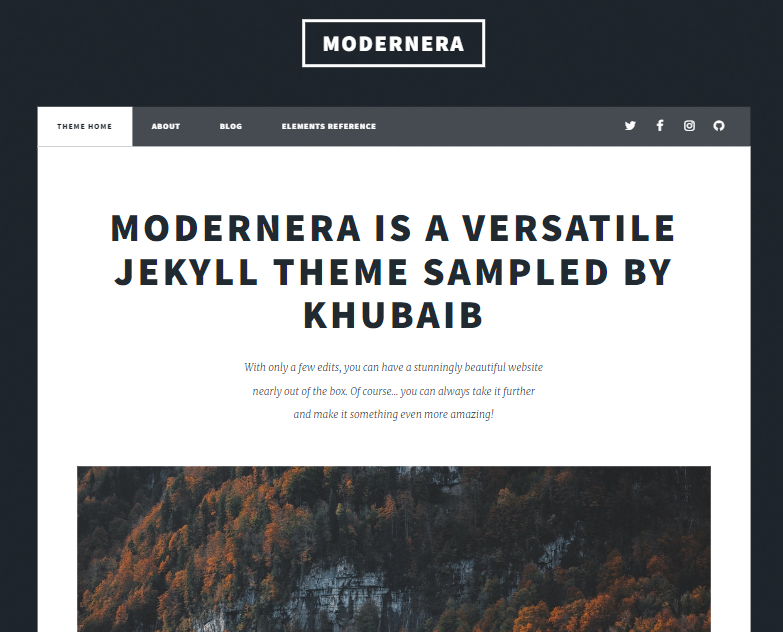 MODERNERA
THEME HOME ABOUT BLOG ELEMENTS REFERENCE
MODERNERA IS A VERSATILE
JEKYLL THEME SAMPLED BY
KHUBAIB
With only a few edits, you can have a stunningly beautiful website
nearly out of the box. Of course... you can always take it further
and make it something even more amazing!